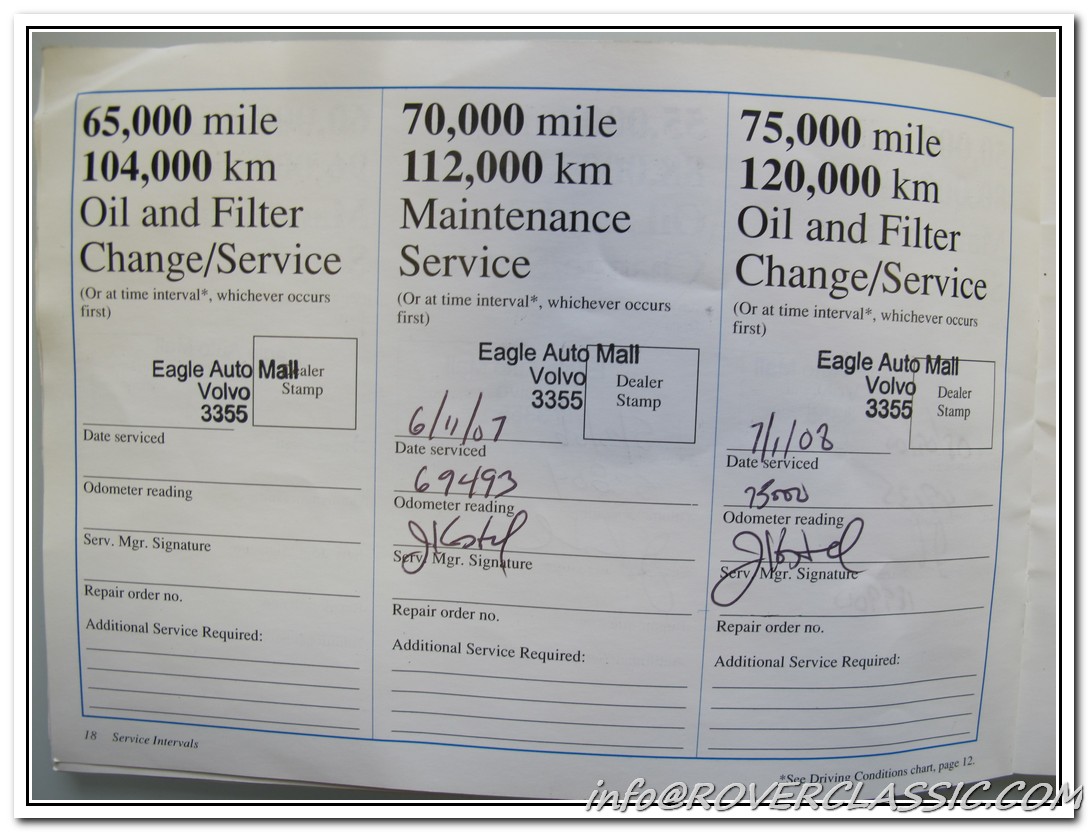 65,000 mile
104,000 km
Oil and Filter
Change/Service
(Or at time interval*, whichever occurs
first)
Eagle Auto Mall
Volvo
3355
Dealer
Stamp
Date serviced
Odometer reading
Serv. Mgr. Signature
Repair order no.
Additional Service Required:
70,000 mile
112,000 km
Maintenance
Service
(Or at time interval*, whichever occurs
first)
Eagle Auto Mall
Volvo
3355
Dealer
Stamp
6/11/07
Date serviced
69493
Odometer reading
Serv. Mgr. Signature
Repair order no.
Additional Service Required:
75,000 mile
120,000 km
Oil and Filter
Change/Service
(Or at time interval*, whichever occurs
first)
Eagle Auto Mall
Volvo
3355
Dealer
Stamp
7/1/08
Date serviced
75000
Odometer reading
Serv. Mgr. Signature
Repair order no.
Additional Service Required:
18 Service Intervals
*See Driving Conditions chart, page 12.
info@ROVERCLASSIC.COM